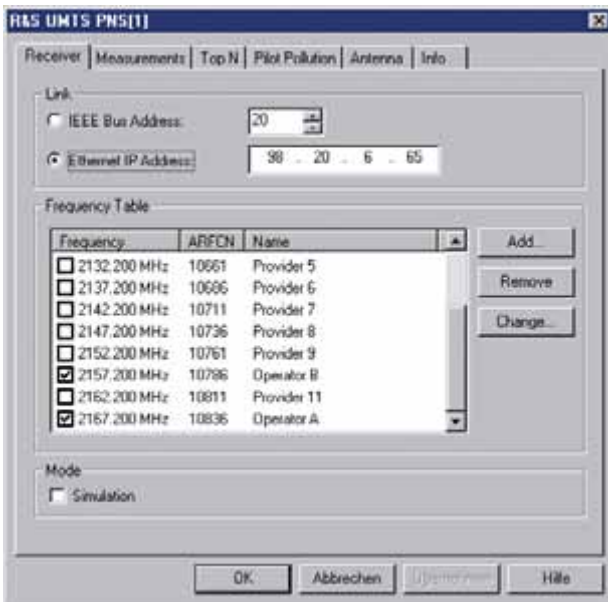 R&S UMTS PNS[1]
Receiver Measurements Top N Pilot Pollution Antenna Info
Link
IEEE Bus Address: 20
Ethernet IP Address: 98 . 20 . 6 . 65
Frequency Table
Frequency ARFCN Name
2132.200 MHz 10661 Provider 5
2137.200 MHz 10686 Provider 6
2142.200 MHz 10711 Provider 7
2147.200 MHz 10736 Provider 8
2152.200 MHz 10761 Provider 9
2157.200 MHz 10786 Operator B
2162.200 MHz 10811 Provider 11
2167.200 MHz 10836 Operator A
Add...
Remove
Change...
Mode
Simulation
OK Abbrechen Übernehmen Hilfe